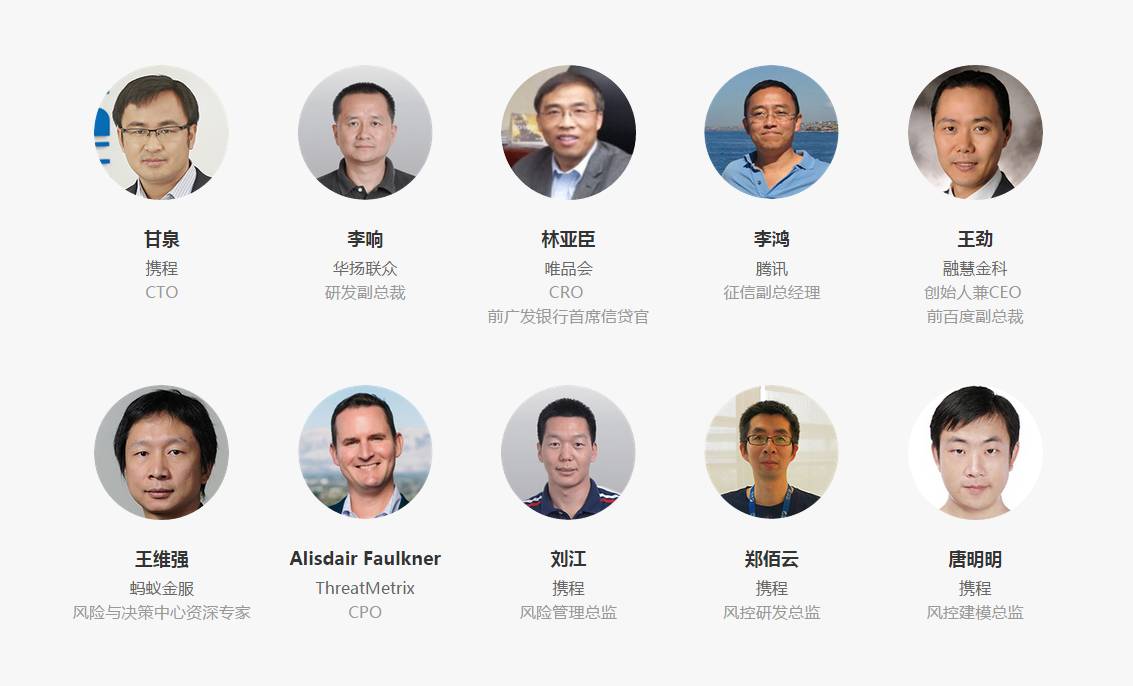 甘泉
携程
CTO
李响
华扬联众
研发副总裁
林亚臣
唯品会
CRO
前广发银行首席信贷官
李鸿
腾讯
征信副总经理
王劲
融慧金科
创始人兼CEO
前百度副总裁
王维强
蚂蚁金服
风险与决策中心资深专家
Alisdair Faulkner
ThreatMetrix
CPO
刘江
携程
风险管理总监
郑佰云
携程
风控研发总监
唐明明
携程
风控建模总监